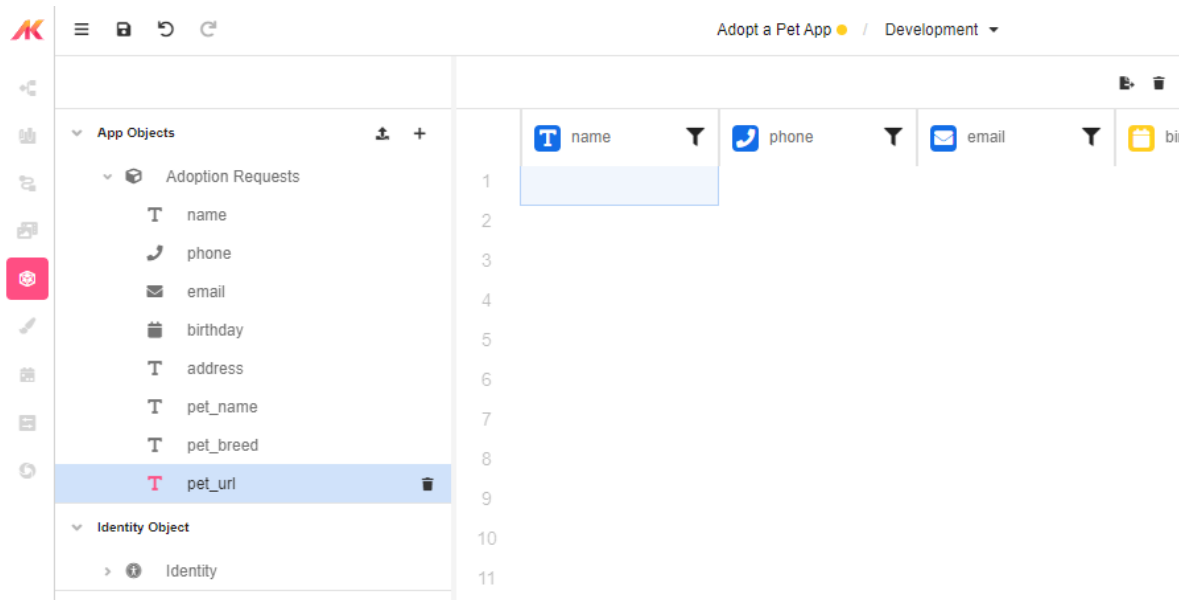 Adopt a Pet App / Development
App Objects
name phone email
Adoption Requests
1
name
2
phone
3
email
4
birthday
5
address
6
pet_name
7
pet_breed
8
pet_url
9
Identity Object
10
Identity
11